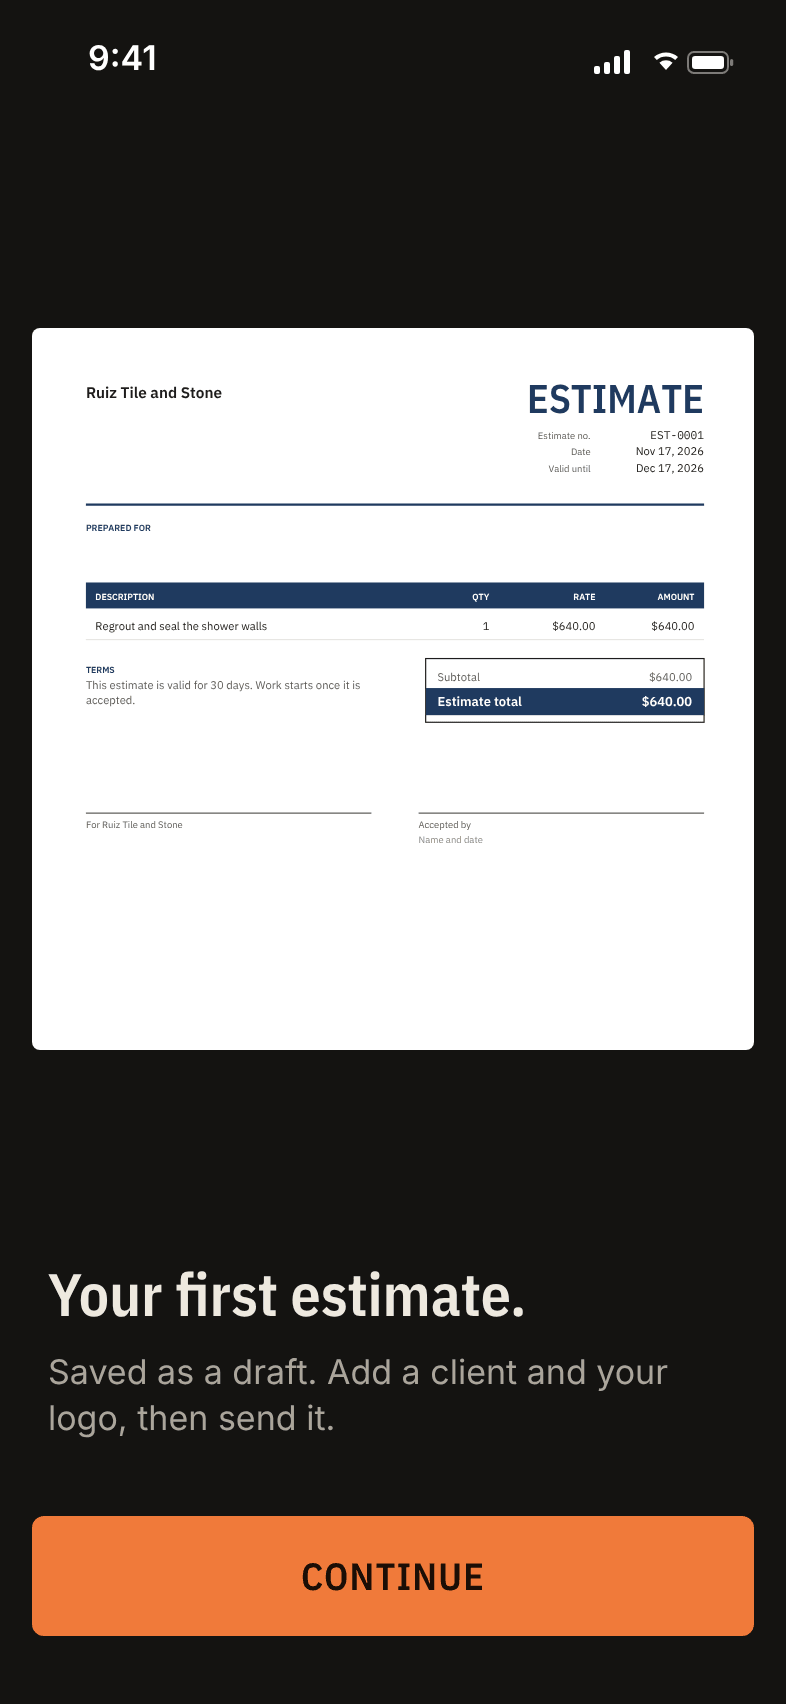 9:41
Ruiz Tile and Stone
ESTIMATE
Estimate no. EST-0001
Date Nov 17, 2026
Valid until Dec 17, 2026
PREPARED FOR
DESCRIPTION QTY RATE AMOUNT
Regrout and seal the shower walls 1 $640.00 $640.00
TERMS
This estimate is valid for 30 days. Work starts once it is
accepted.
Subtotal $640.00
Estimate total $640.00
For Ruiz Tile and Stone
Accepted by
Name and date
Your first estimate.
Saved as a draft. Add a client and your
logo, then send it.
CONTINUE